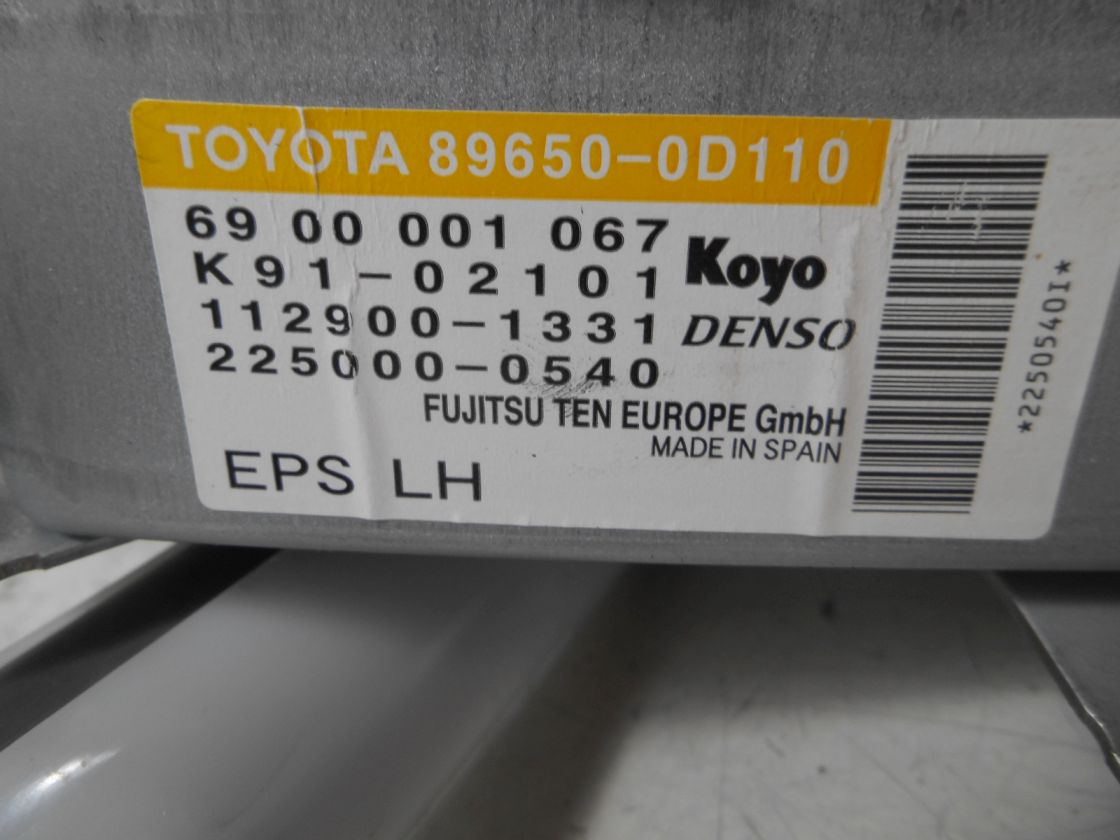 TOYOTA 89650-0D110
69 00 001 067
K91-02101 Koyo
112900-1331 DENSO
225000-0540
FUJITSU TEN EUROPE GmbH
MADE IN SPAIN
EPS LH
*2250540I*